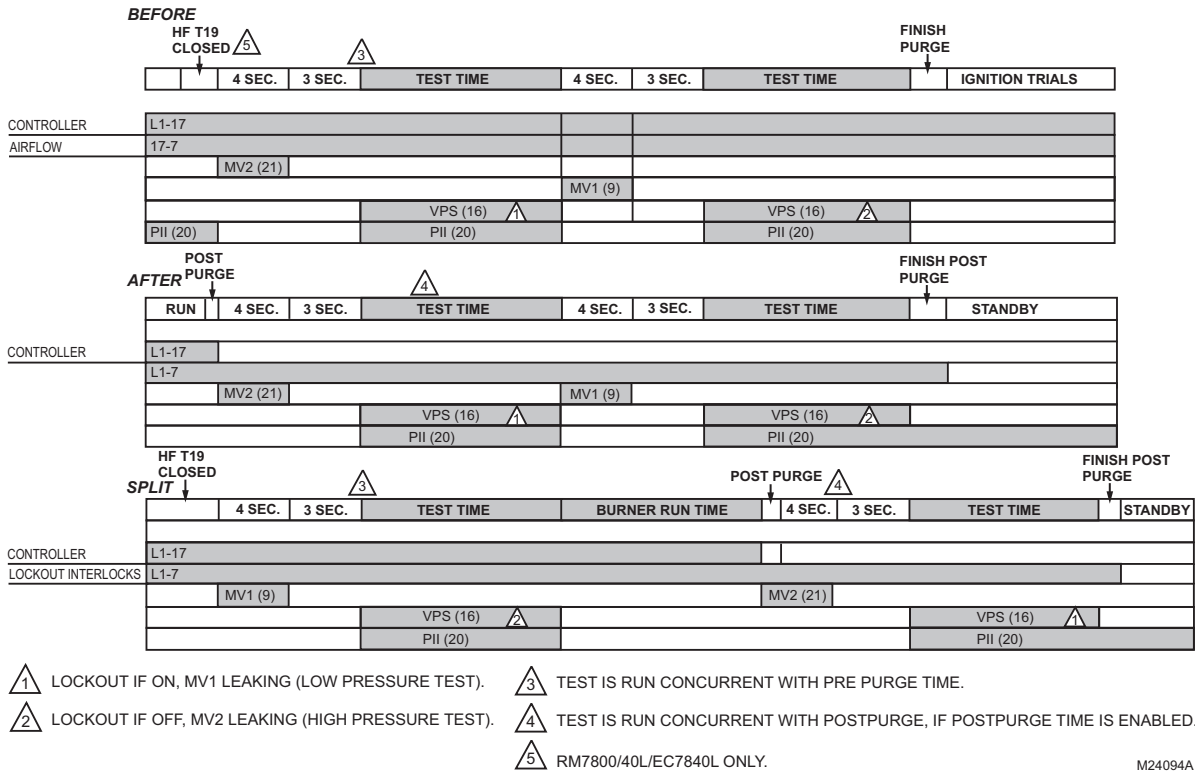 BEFORE
HF T19
CLOSED
5
3
FINISH
PURGE
4 SEC. 3 SEC. TEST TIME 4 SEC. 3 SEC. TEST TIME IGNITION TRIALS
CONTROLLER L1-17
AIRFLOW 17-7
MV2 (21)
MV1 (9)
VPS (16) 1 VPS (16) 2
PII (20) PII (20) PII (20)
AFTER
POST
PURGE
4
FINISH POST
PURGE
RUN 4 SEC. 3 SEC. TEST TIME 4 SEC. 3 SEC. TEST TIME STANDBY
CONTROLLER L1-17
L1-7
MV2 (21) MV1 (9)
VPS (16) 1 VPS (16) 2
PII (20) PII (20)
SPLIT
HF T19
CLOSED
3
POST PURGE
4
FINISH POST
PURGE
4 SEC. 3 SEC. TEST TIME BURNER RUN TIME 4 SEC. 3 SEC. TEST TIME STANDBY
CONTROLLER L1-17
LOCKOUT INTERLOCKS L1-7
MV1 (9) MV2 (21)
VPS (16) 2 VPS (16) 1
PII (20) PII (20)
1 LOCKOUT IF ON, MV1 LEAKING (LOW PRESSURE TEST).
2 LOCKOUT IF OFF, MV2 LEAKING (HIGH PRESSURE TEST).
3 TEST IS RUN CONCURRENT WITH PRE PURGE TIME.
4 TEST IS RUN CONCURRENT WITH POSTPURGE, IF POSTPURGE TIME IS ENABLED.
5 RM7800/40L/EC7840L ONLY.
M24094A